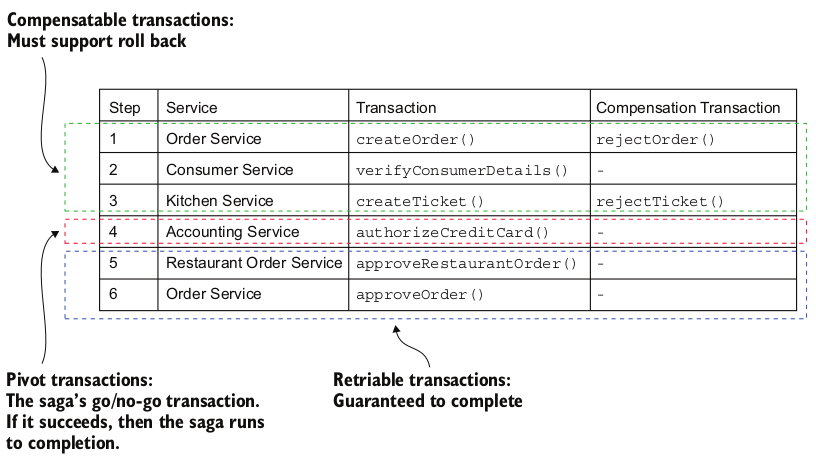 Compensatable transactions:
Must support roll back
Step Service Transaction Compensation Transaction
1 Order Service createOrder() rejectOrder()
2 Consumer Service verifyConsumerDetails() -
3 Kitchen Service createTicket() rejectTicket()
4 Accounting Service authorizeCreditCard() -
5 Restaurant Order Service approveRestaurantOrder() -
6 Order Service approveOrder() -
Pivot transactions:
The saga's go/no-go transaction.
If it succeeds, then the saga runs
to completion.
Retriable transactions:
Guaranteed to complete